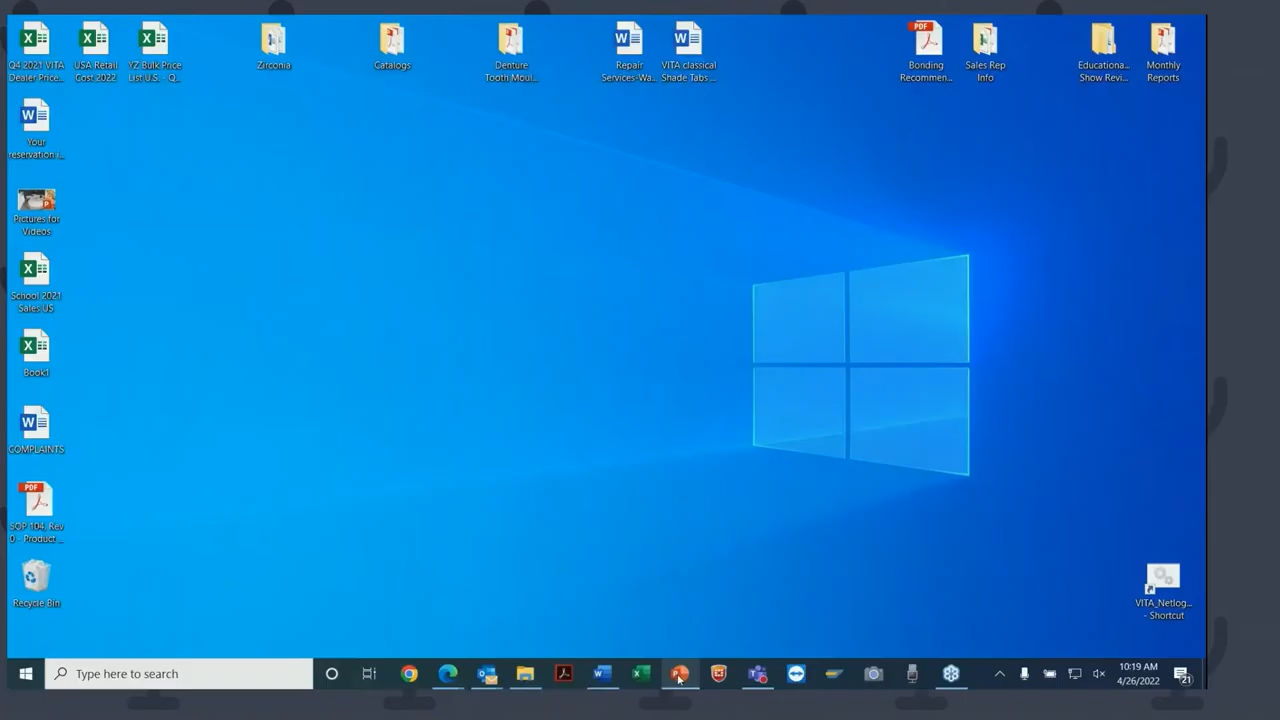 Q4 2021 VITA
Dealer Price...
USA Retail
Cost 2022
YZ Bulk Price
List U.S. - Q...
Zirconia
Catalogs
Denture
Tooth Moul...
Repair
Services-Wa...
VITA classical
Shade Tabs ...
PDF
Bonding
Recommen...
Sales Rep
Info
Educationa...
Show Revi...
Monthly
Reports
Your
reservation i...
Pictures for
Videos
School 2021
Sales US
Book1
COMPLAINTS
PDF
SOP 104, Rev
0 - Product ...
Recycle Bin
VITA_Netlog...
- Shortcut
Type here to search
10:19 AM
4/26/2022
21